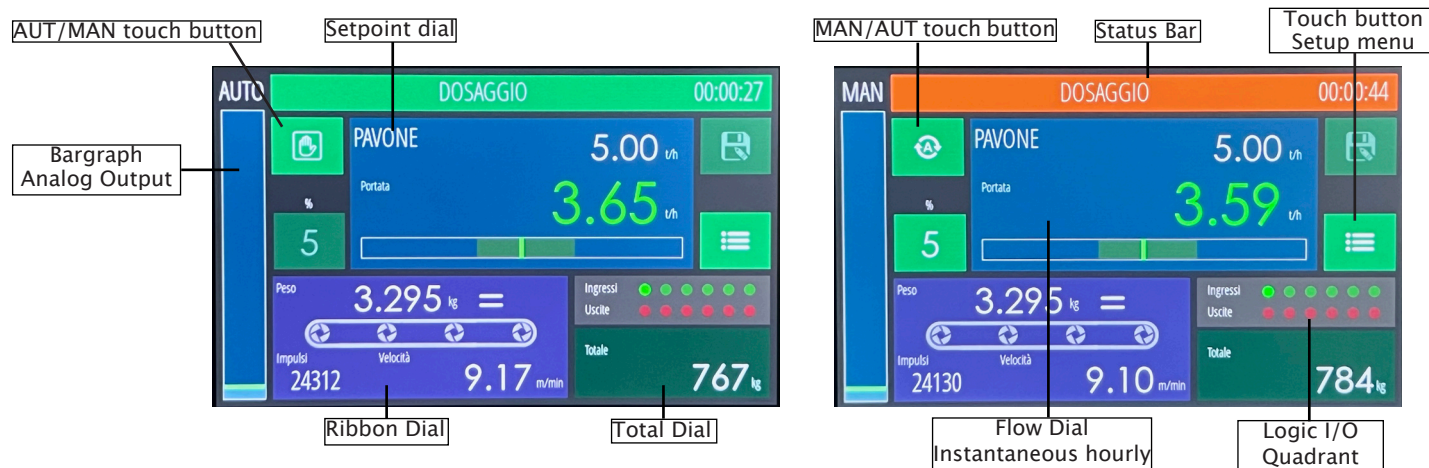 AUT/MAN touch button
Setpoint dial
MAN/AUT touch button
Status Bar
Touch button
Setup menu
AUTO
DOSAGGIO
00:00:27
PAVONE
5.00 t/h
Portata
3.65 t/h
%
5
Peso
3.295 kg =
Impulsi
24312
Velocità
9.17 m/min
Ingressi
Uscite
Totale
767 kg
Bargraph
Analog Output
Ribbon Dial
Total Dial
MAN
DOSAGGIO
00:00:44
A
PAVONE
5.00 t/h
Portata
3.59 t/h
%
5
Peso
3.295 kg =
Impulsi
24130
Velocità
9.10 m/min
Ingressi
Uscite
Totale
784 kg
Flow Dial
Instantaneous hourly
Logic I/O
Quadrant